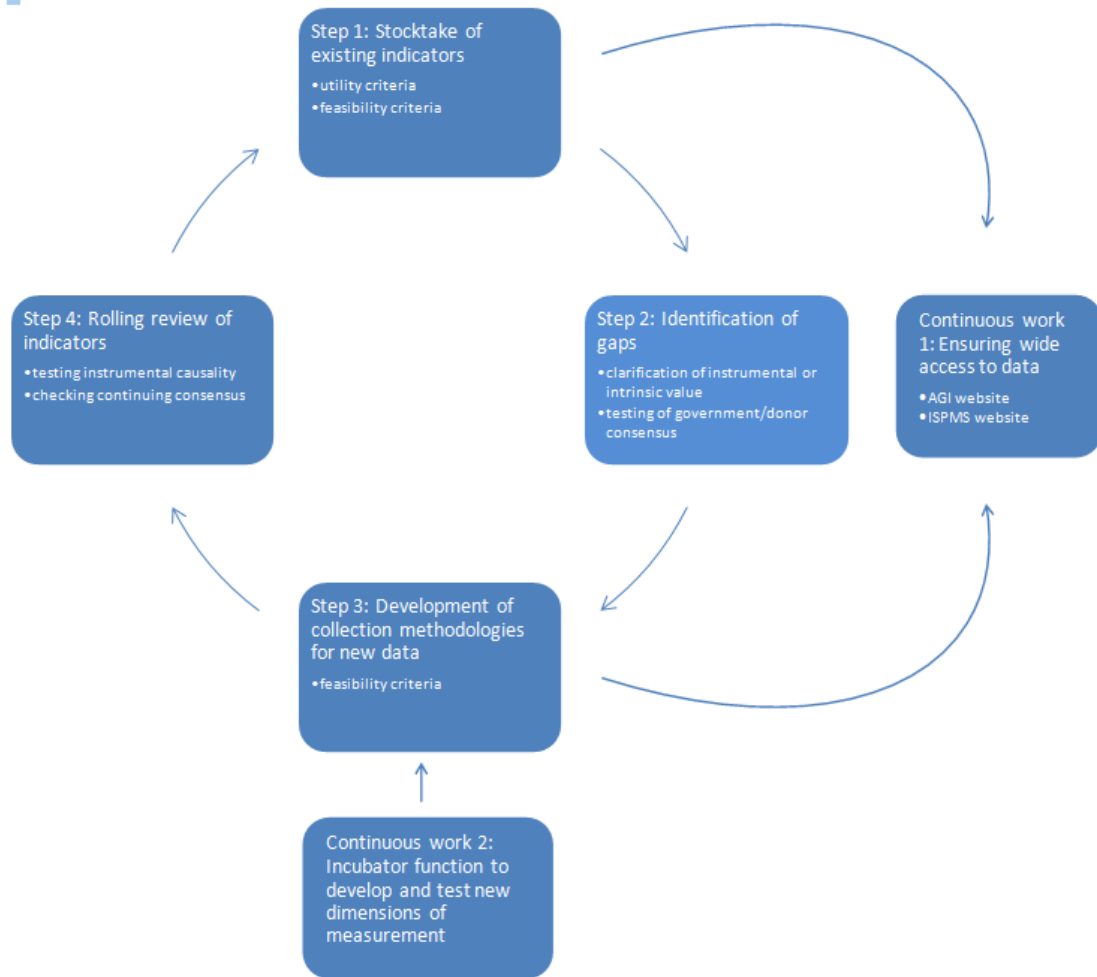 Step 1: Stocktake of
existing indicators
•utility criteria
•feasibility criteria
Step 2: Identification of
gaps
•clarification of instrumental or
intrinsic value
•testing of government/donor
consensus
Continuous work
1: Ensuring wide
access to data
•AGI website
•ISPMS website
Step 3: Development of
collection methodologies
for new data
•feasibility criteria
Step 4: Rolling review of
indicators
•testing instrumental causality
•checking continuing consensus
Continuous work 2:
Incubator function to
develop and test new
dimensions of
measurement